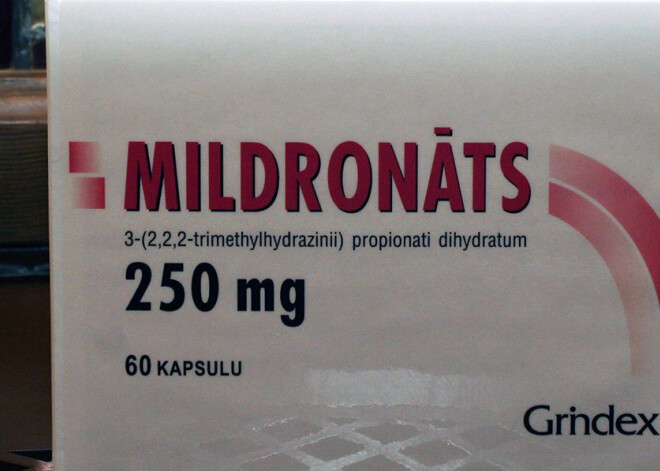 MILDRONĀTS
3-(2,2,2-trimethylhydrazinii) propionati dihydratum
250 mg
60 KAPSULU
Grindex